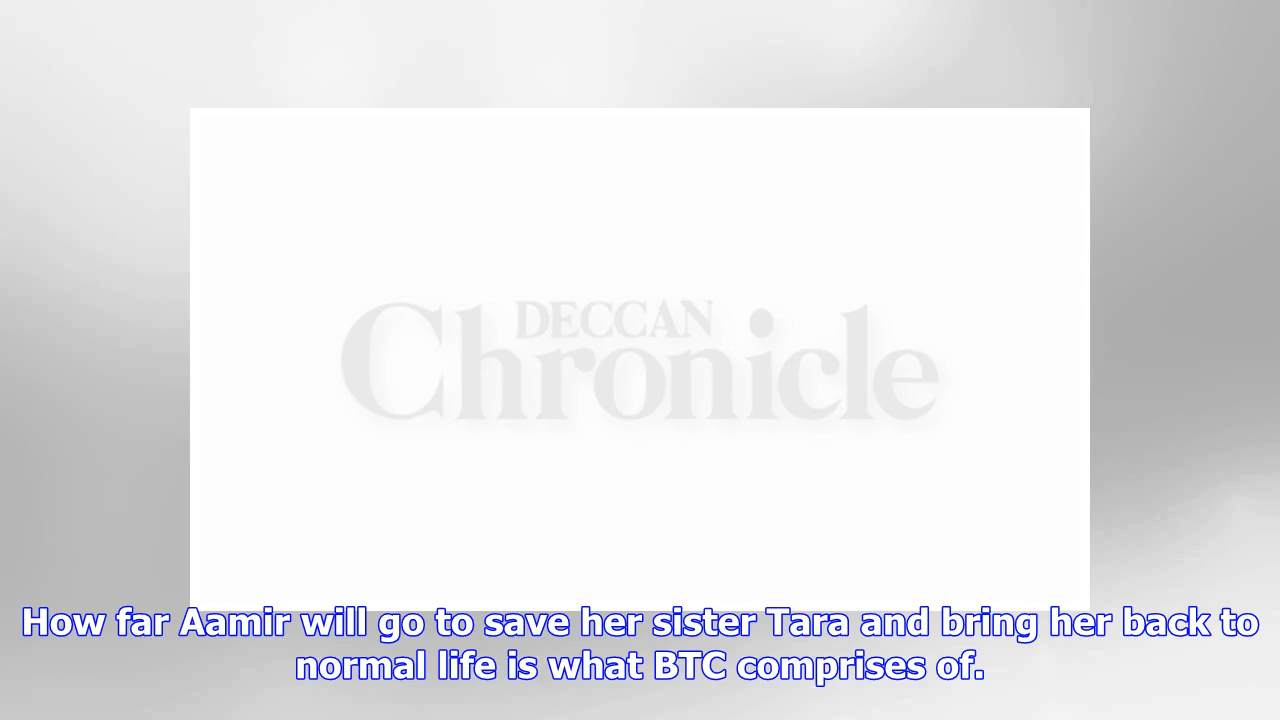 DECCAN
Chronicle
How far Aamir will go to save her sister Tara and bring her back to
normal life is what BTC comprises of.